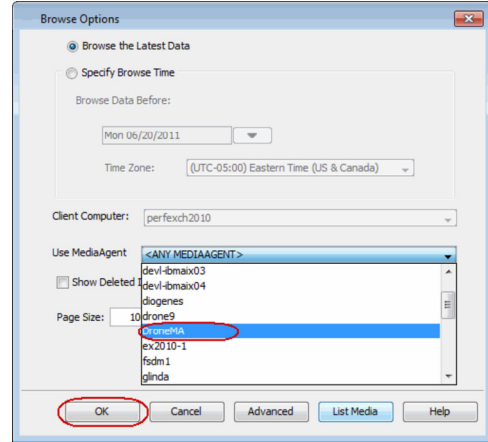 Browse Options
Browse the Latest Data
Specify Browse Time
Browse Data Before:
Mon 06/20/2011
Time Zone: (UTC-05:00) Eastern Time (US & Canada)
Client Computer: perfexch2010
Use MediaAgent <ANY MEDIAAGENT>
devl-ibmaix03
Show Deleted I
devl-ibmaix04
diogenes
Page Size: 10
drone9
DroneMA
ex2010-1
fsdm1
glinda
OK Cancel Advanced List Media Help